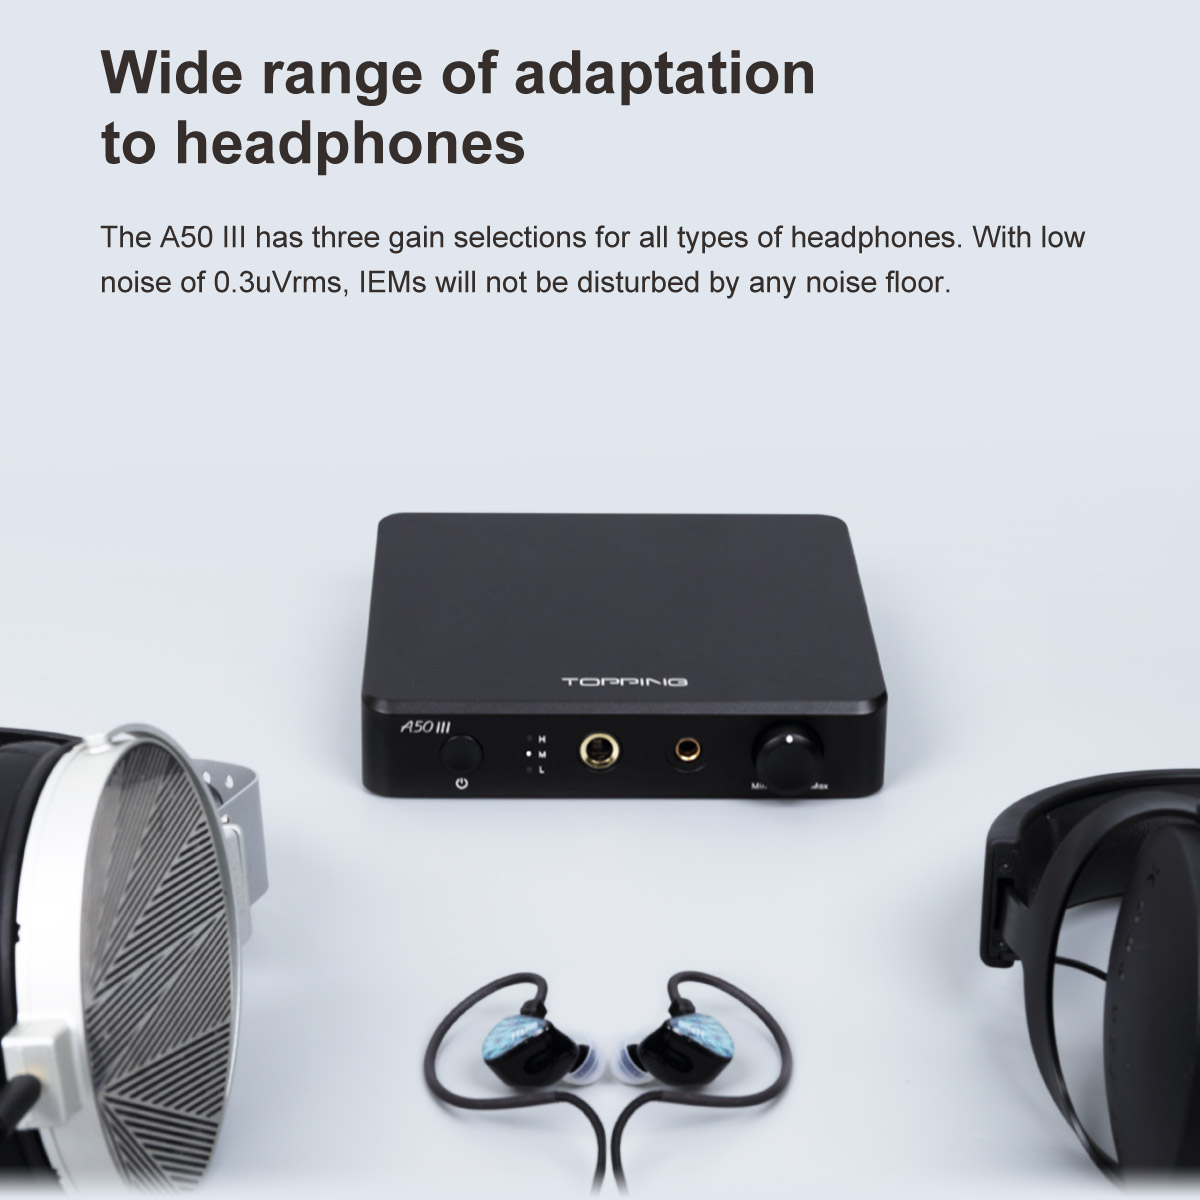 Wide range of adaptation
to headphones
The A50 III has three gain selections for all types of headphones. With low
noise of 0.3uVrms, IEMs will not be disturbed by any noise floor.
TOPPING
A50 III
H
M
L
Max